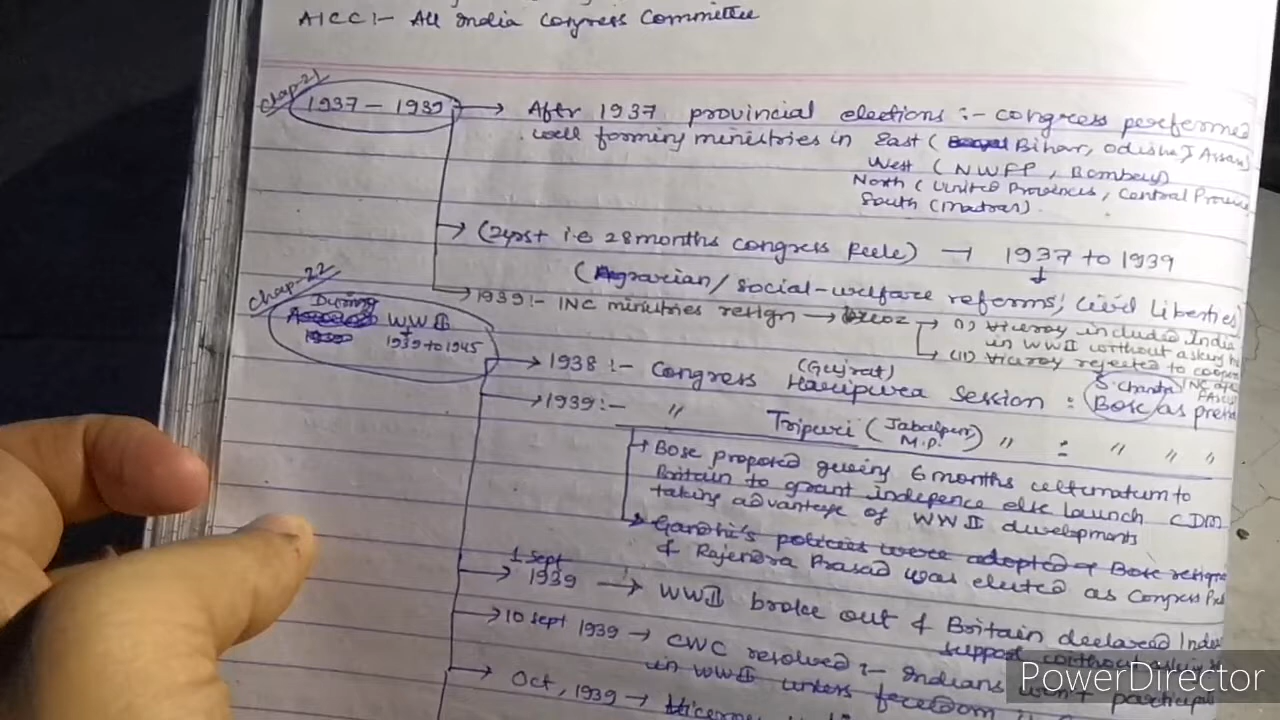 AICC:- All India Congress Committee
Chap-21
1937 - 1939 → After 1937 provincial elections :- Congress performed
well forming ministries in East ( Bihar, Odisha & Assam)
West ( NWFP, Bombay)
North (United Provinces, Central Province
South (Madras).
→ (2yrs+ i.e 28 months Congress Rule) → 1937 to 1939
(Agrarian/ social-welfare reforms, Civil Liberties)
→ 1939:- INC ministries resign → → (i) Viceroy included India
in WW II without asking
→ (ii) Viceroy rejected to
INC
Chap-22
During
WW II
1939 to 1945
→ 1938 :- Congress Haripura Session : S. Chandra Bose as
(Gujrat)
→ 1939:- " Tripuri (Jabalpur, M.P.) " : " " "
→ Bose proposed giving 6 months ultimatum to
Britain to grant indepence else launch CDM
taking advantage of WW II developments
→ Gandhi's policies were adopted & Bose
& Rajendra Prasad was elected as Congress
→ 1 Sept 1939 → WW II broke out & Britain declared
support without
→ 10 Sept 1939 → CWC resolved :- Indians won't
in WW II unless freedom
→ Oct, 1939 →
PowerDirector